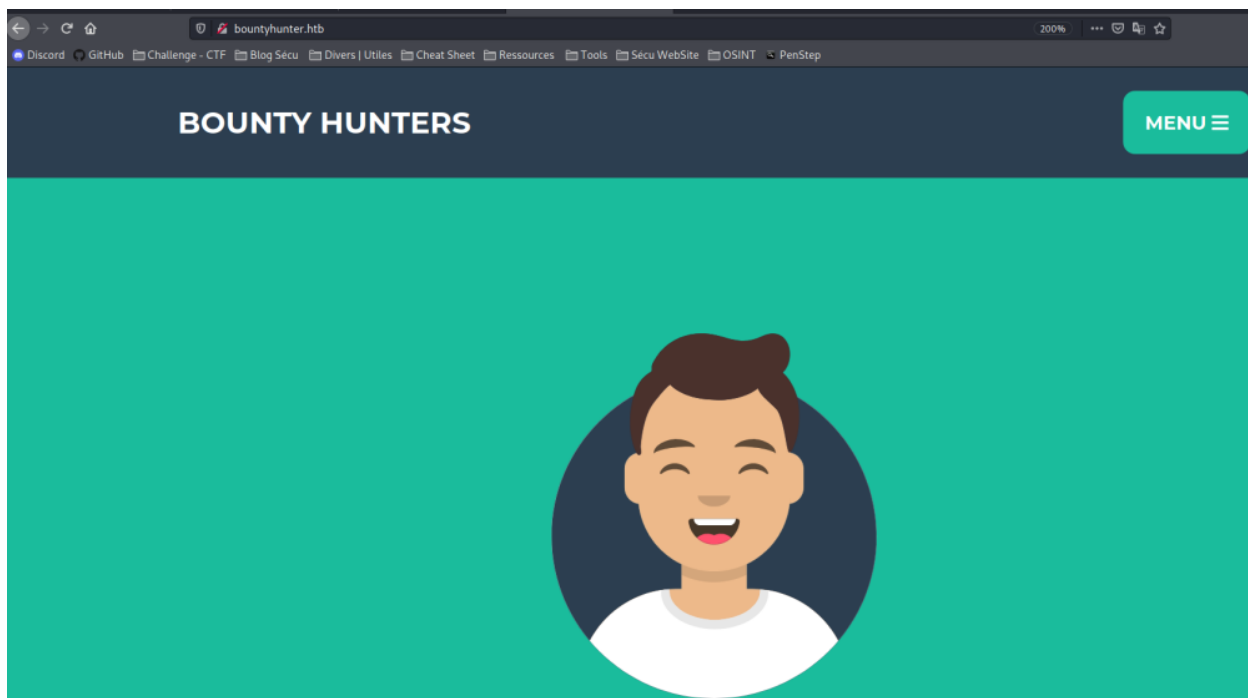 bountyhunter.htb 200%
Discord GitHub Challenge - CTF Blog Sécu Divers | Utiles Cheat Sheet Ressources Tools Sécu WebSite OSINT PenStep
BOUNTY HUNTERS
MENU